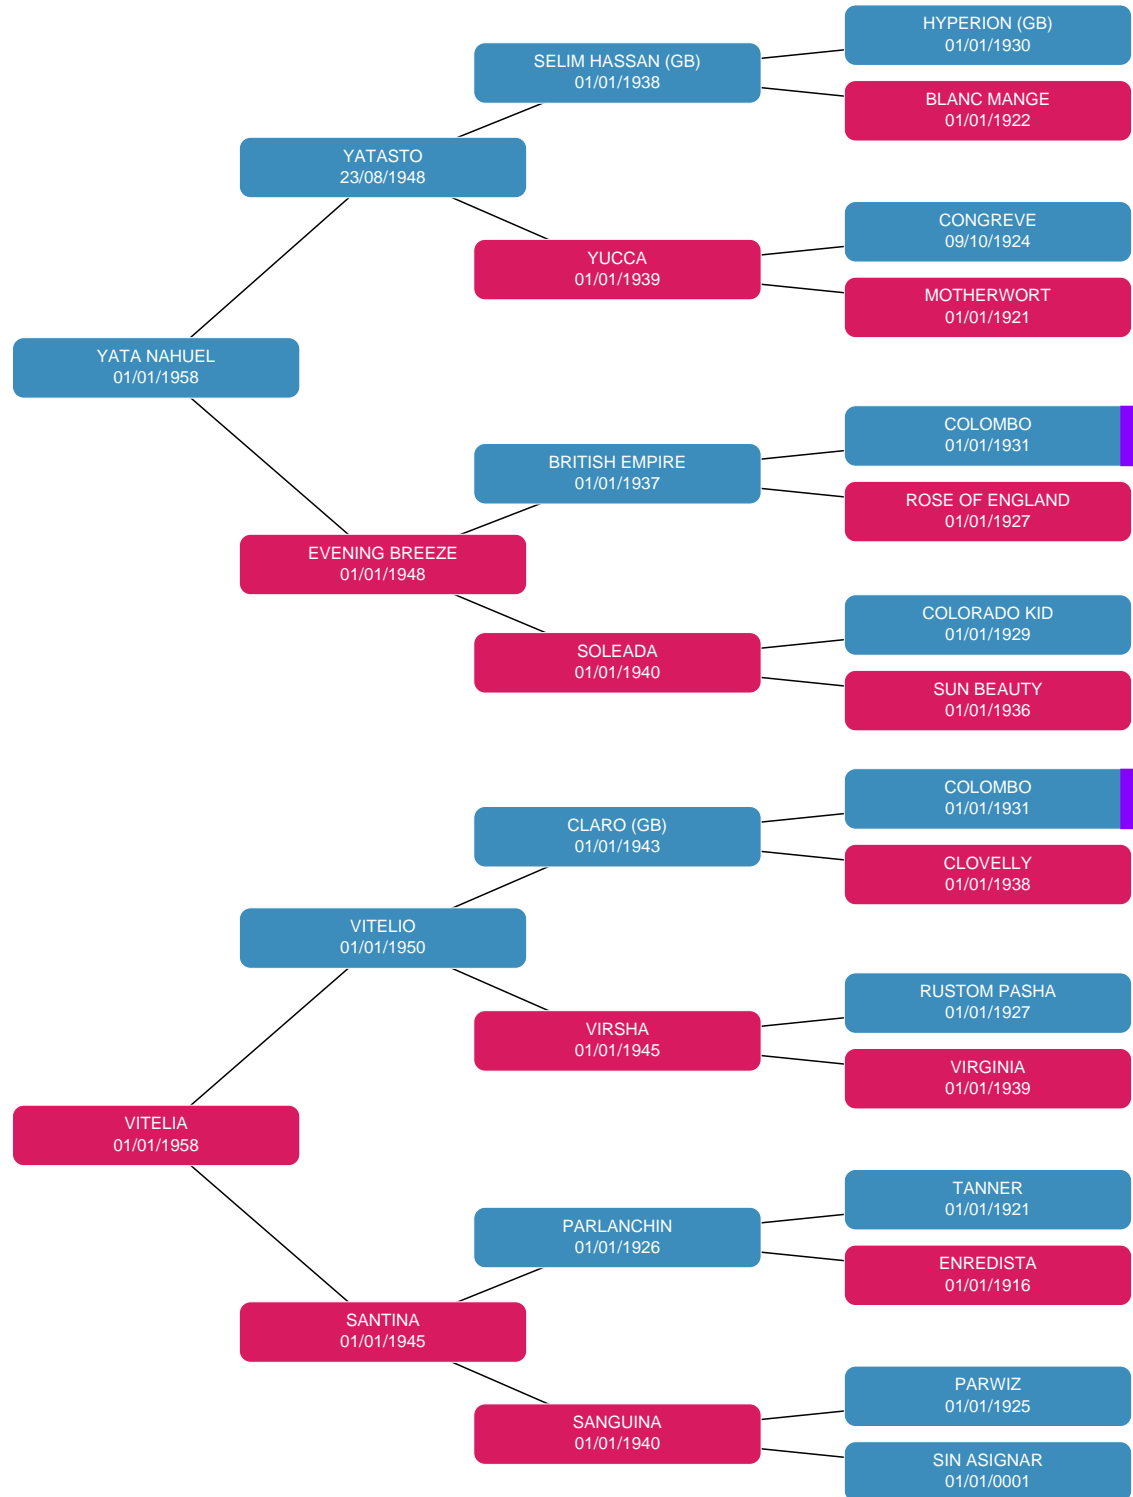 HYPERION (GB)
01/01/1930
SELIM HASSAN (GB)
01/01/1938
BLANC MANGE
01/01/1922
YATASTO
23/08/1948
CONGREVE
09/10/1924
YUCCA
01/01/1939
MOTHERWORT
01/01/1921
YATA NAHUEL
01/01/1958
COLOMBO
01/01/1931
BRITISH EMPIRE
01/01/1937
ROSE OF ENGLAND
01/01/1927
EVENING BREEZE
01/01/1948
COLORADO KID
01/01/1929
SOLEADA
01/01/1940
SUN BEAUTY
01/01/1936
COLOMBO
01/01/1931
CLARO (GB)
01/01/1943
CLOVELLY
01/01/1938
VITELIO
01/01/1950
RUSTOM PASHA
01/01/1927
VIRSHA
01/01/1945
VIRGINIA
01/01/1939
VITELIA
01/01/1958
TANNER
01/01/1921
PARLANCHIN
01/01/1926
ENREDISTA
01/01/1916
SANTINA
01/01/1945
PARWIZ
01/01/1925
SANGUINA
01/01/1940
SIN ASIGNAR
01/01/0001